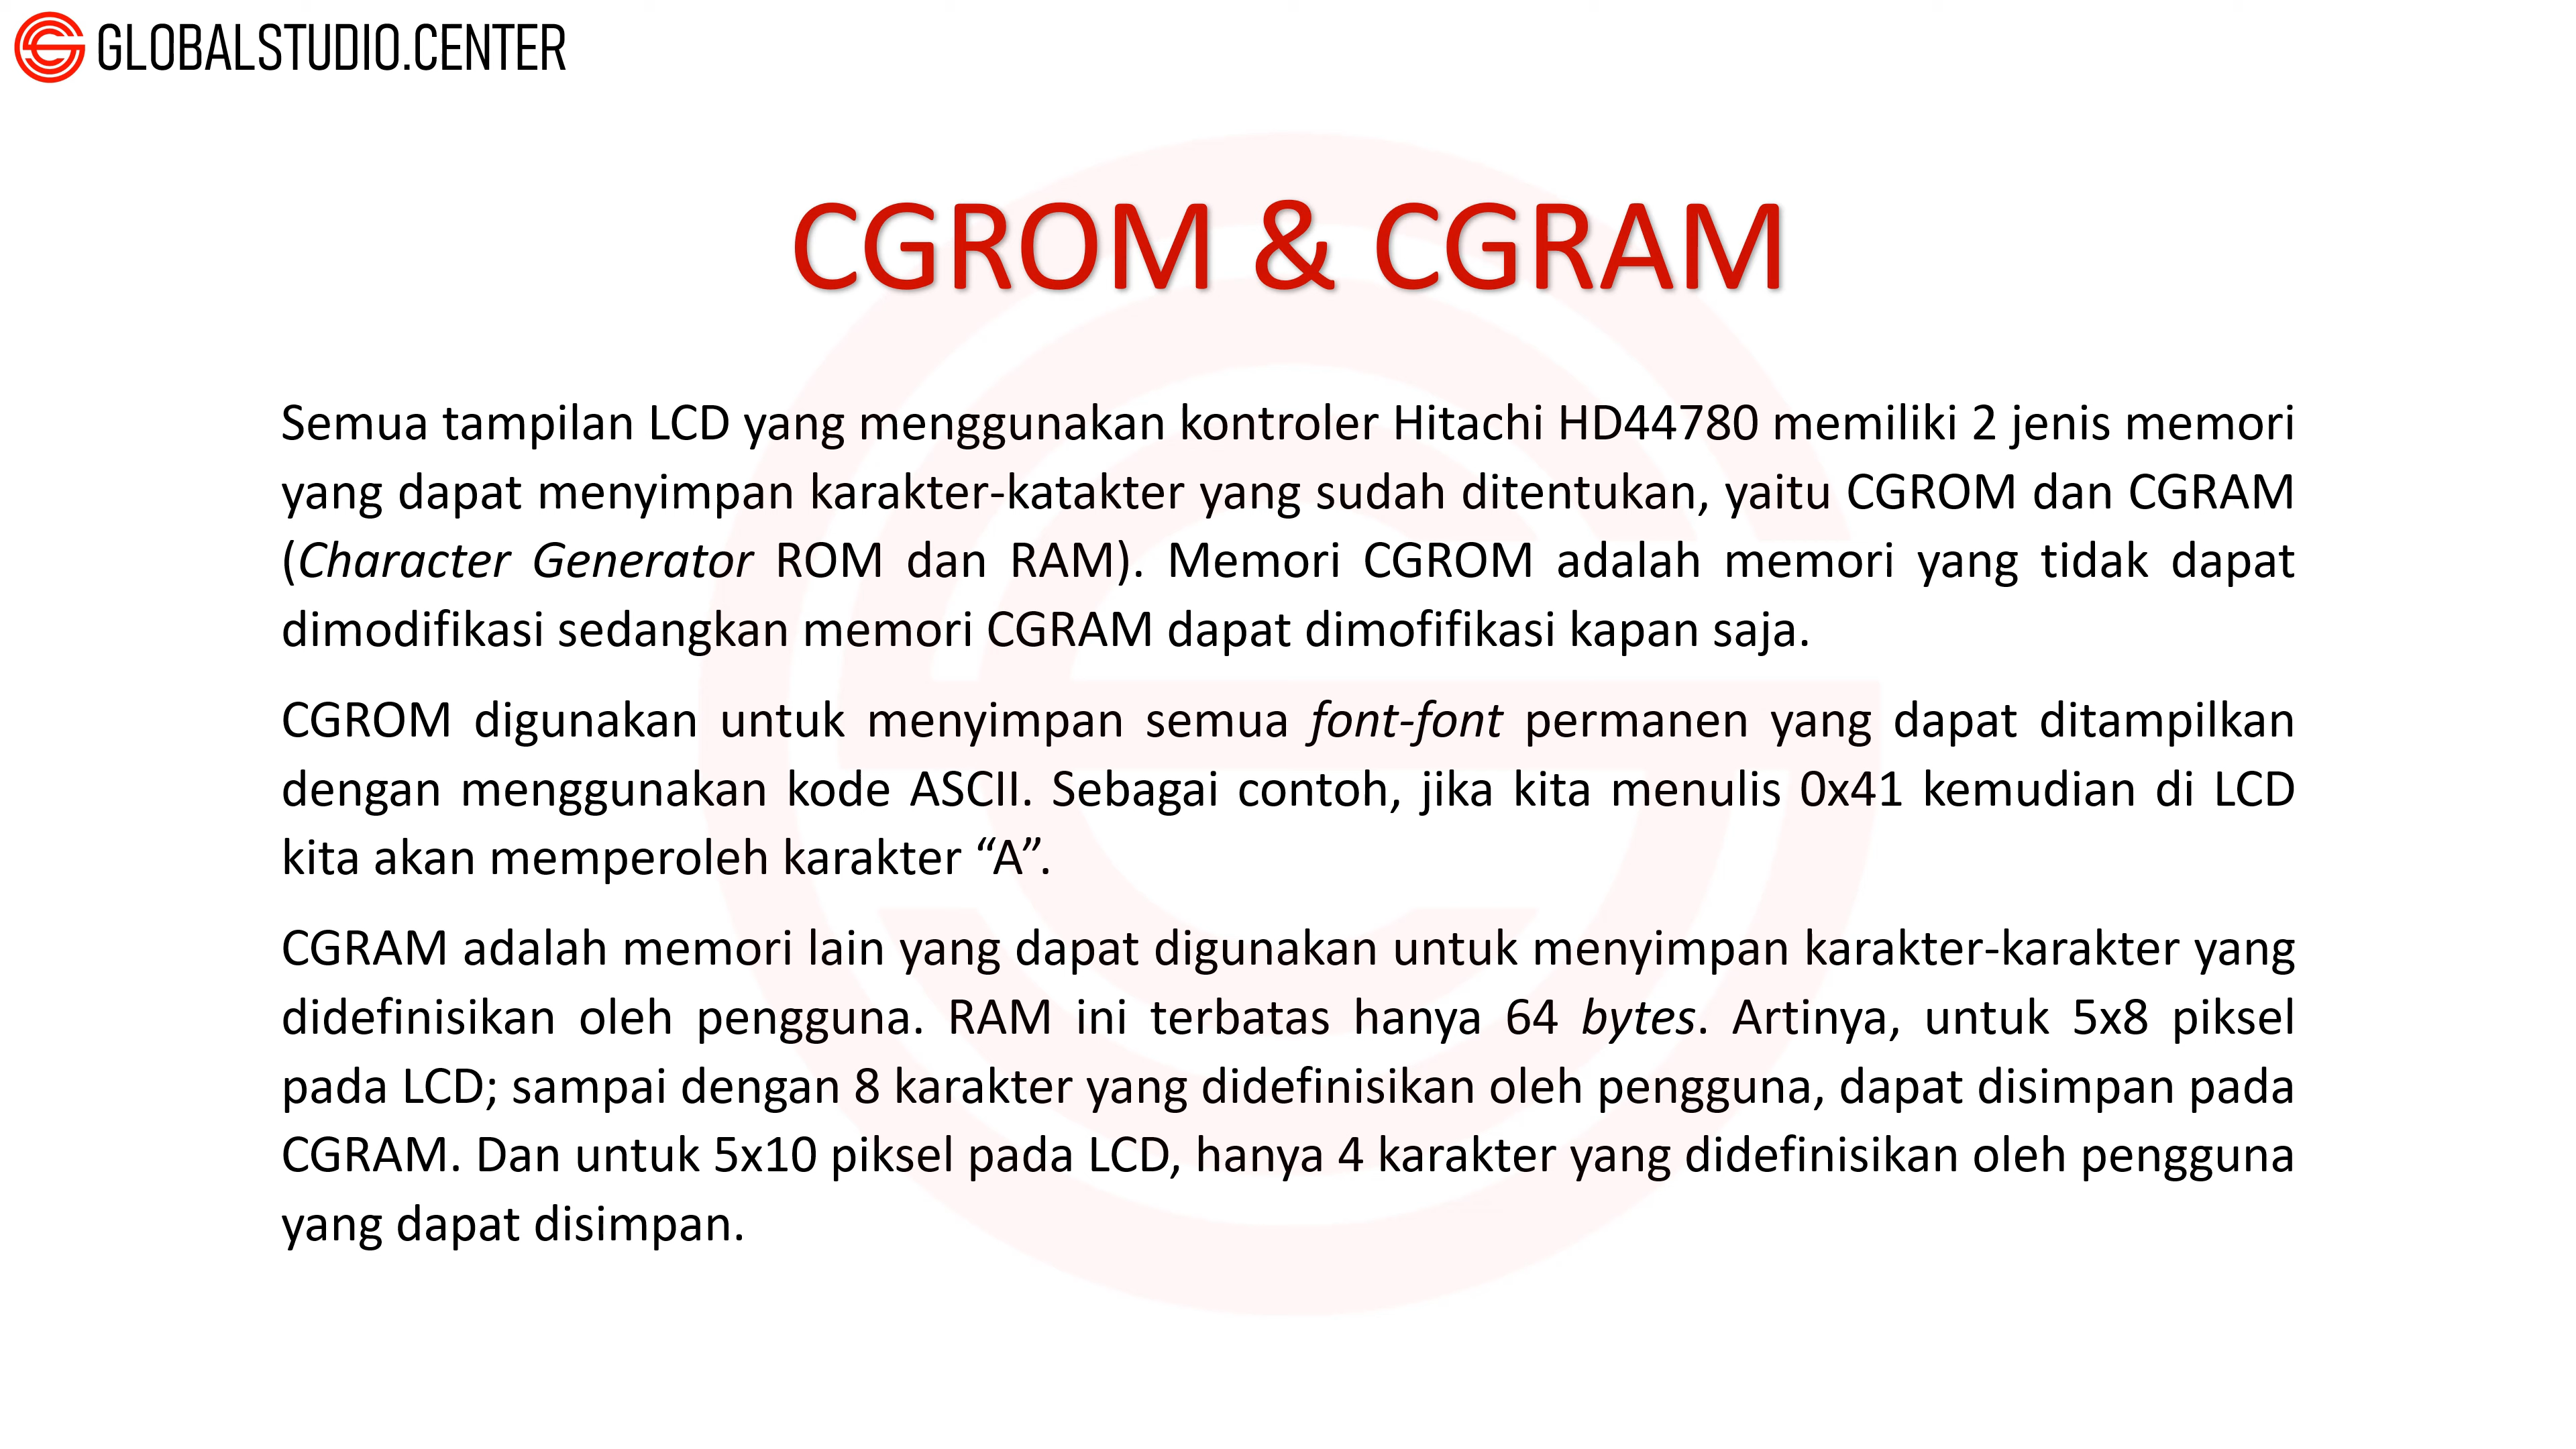 GLOBALSTUDIO.CENTER
CGROM & CGRAM
Semua tampilan LCD yang menggunakan kontroler Hitachi HD44780 memiliki 2 jenis memori
yang dapat menyimpan karakter-katakter yang sudah ditentukan, yaitu CGROM dan CGRAM
(Character Generator ROM dan RAM). Memori CGROM adalah memori yang tidak dapat
dimodifikasi sedangkan memori CGRAM dapat dimofifikasi kapan saja.
CGROM digunakan untuk menyimpan semua font-font permanen yang dapat ditampilkan
dengan menggunakan kode ASCII. Sebagai contoh, jika kita menulis 0x41 kemudian di LCD
kita akan memperoleh karakter “A”.
CGRAM adalah memori lain yang dapat digunakan untuk menyimpan karakter-karakter yang
didefinisikan oleh pengguna. RAM ini terbatas hanya 64 bytes. Artinya, untuk 5x8 piksel
pada LCD; sampai dengan 8 karakter yang didefinisikan oleh pengguna, dapat disimpan pada
CGRAM. Dan untuk 5x10 piksel pada LCD, hanya 4 karakter yang didefinisikan oleh pengguna
yang dapat disimpan.